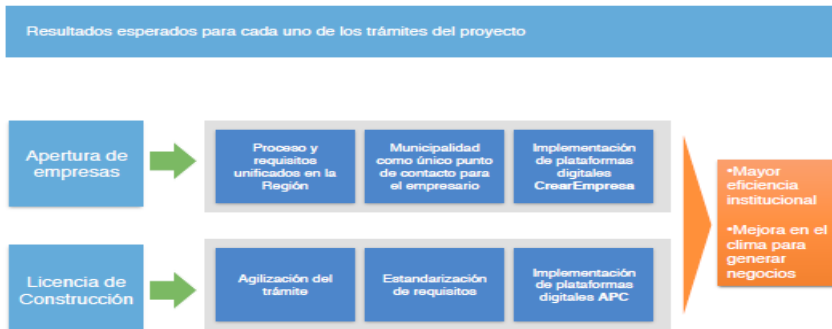 Resultados esperados para cada uno de los trámites del proyecto
Apertura de
empresas
Proceso y
requisitos
unificados en la
Región
Municipalidad
como único punto
de contacto para
el empresario
Implementación
de plataformas
digitales
CrearEmpresa
Licencia de
Construcción
Agilización del
trámite
Estandarización
de requisitos
Implementación
de plataformas
digitales APC
•Mayor
eficiencia
institucional
•Mejora en el
clima para
generar
negocios